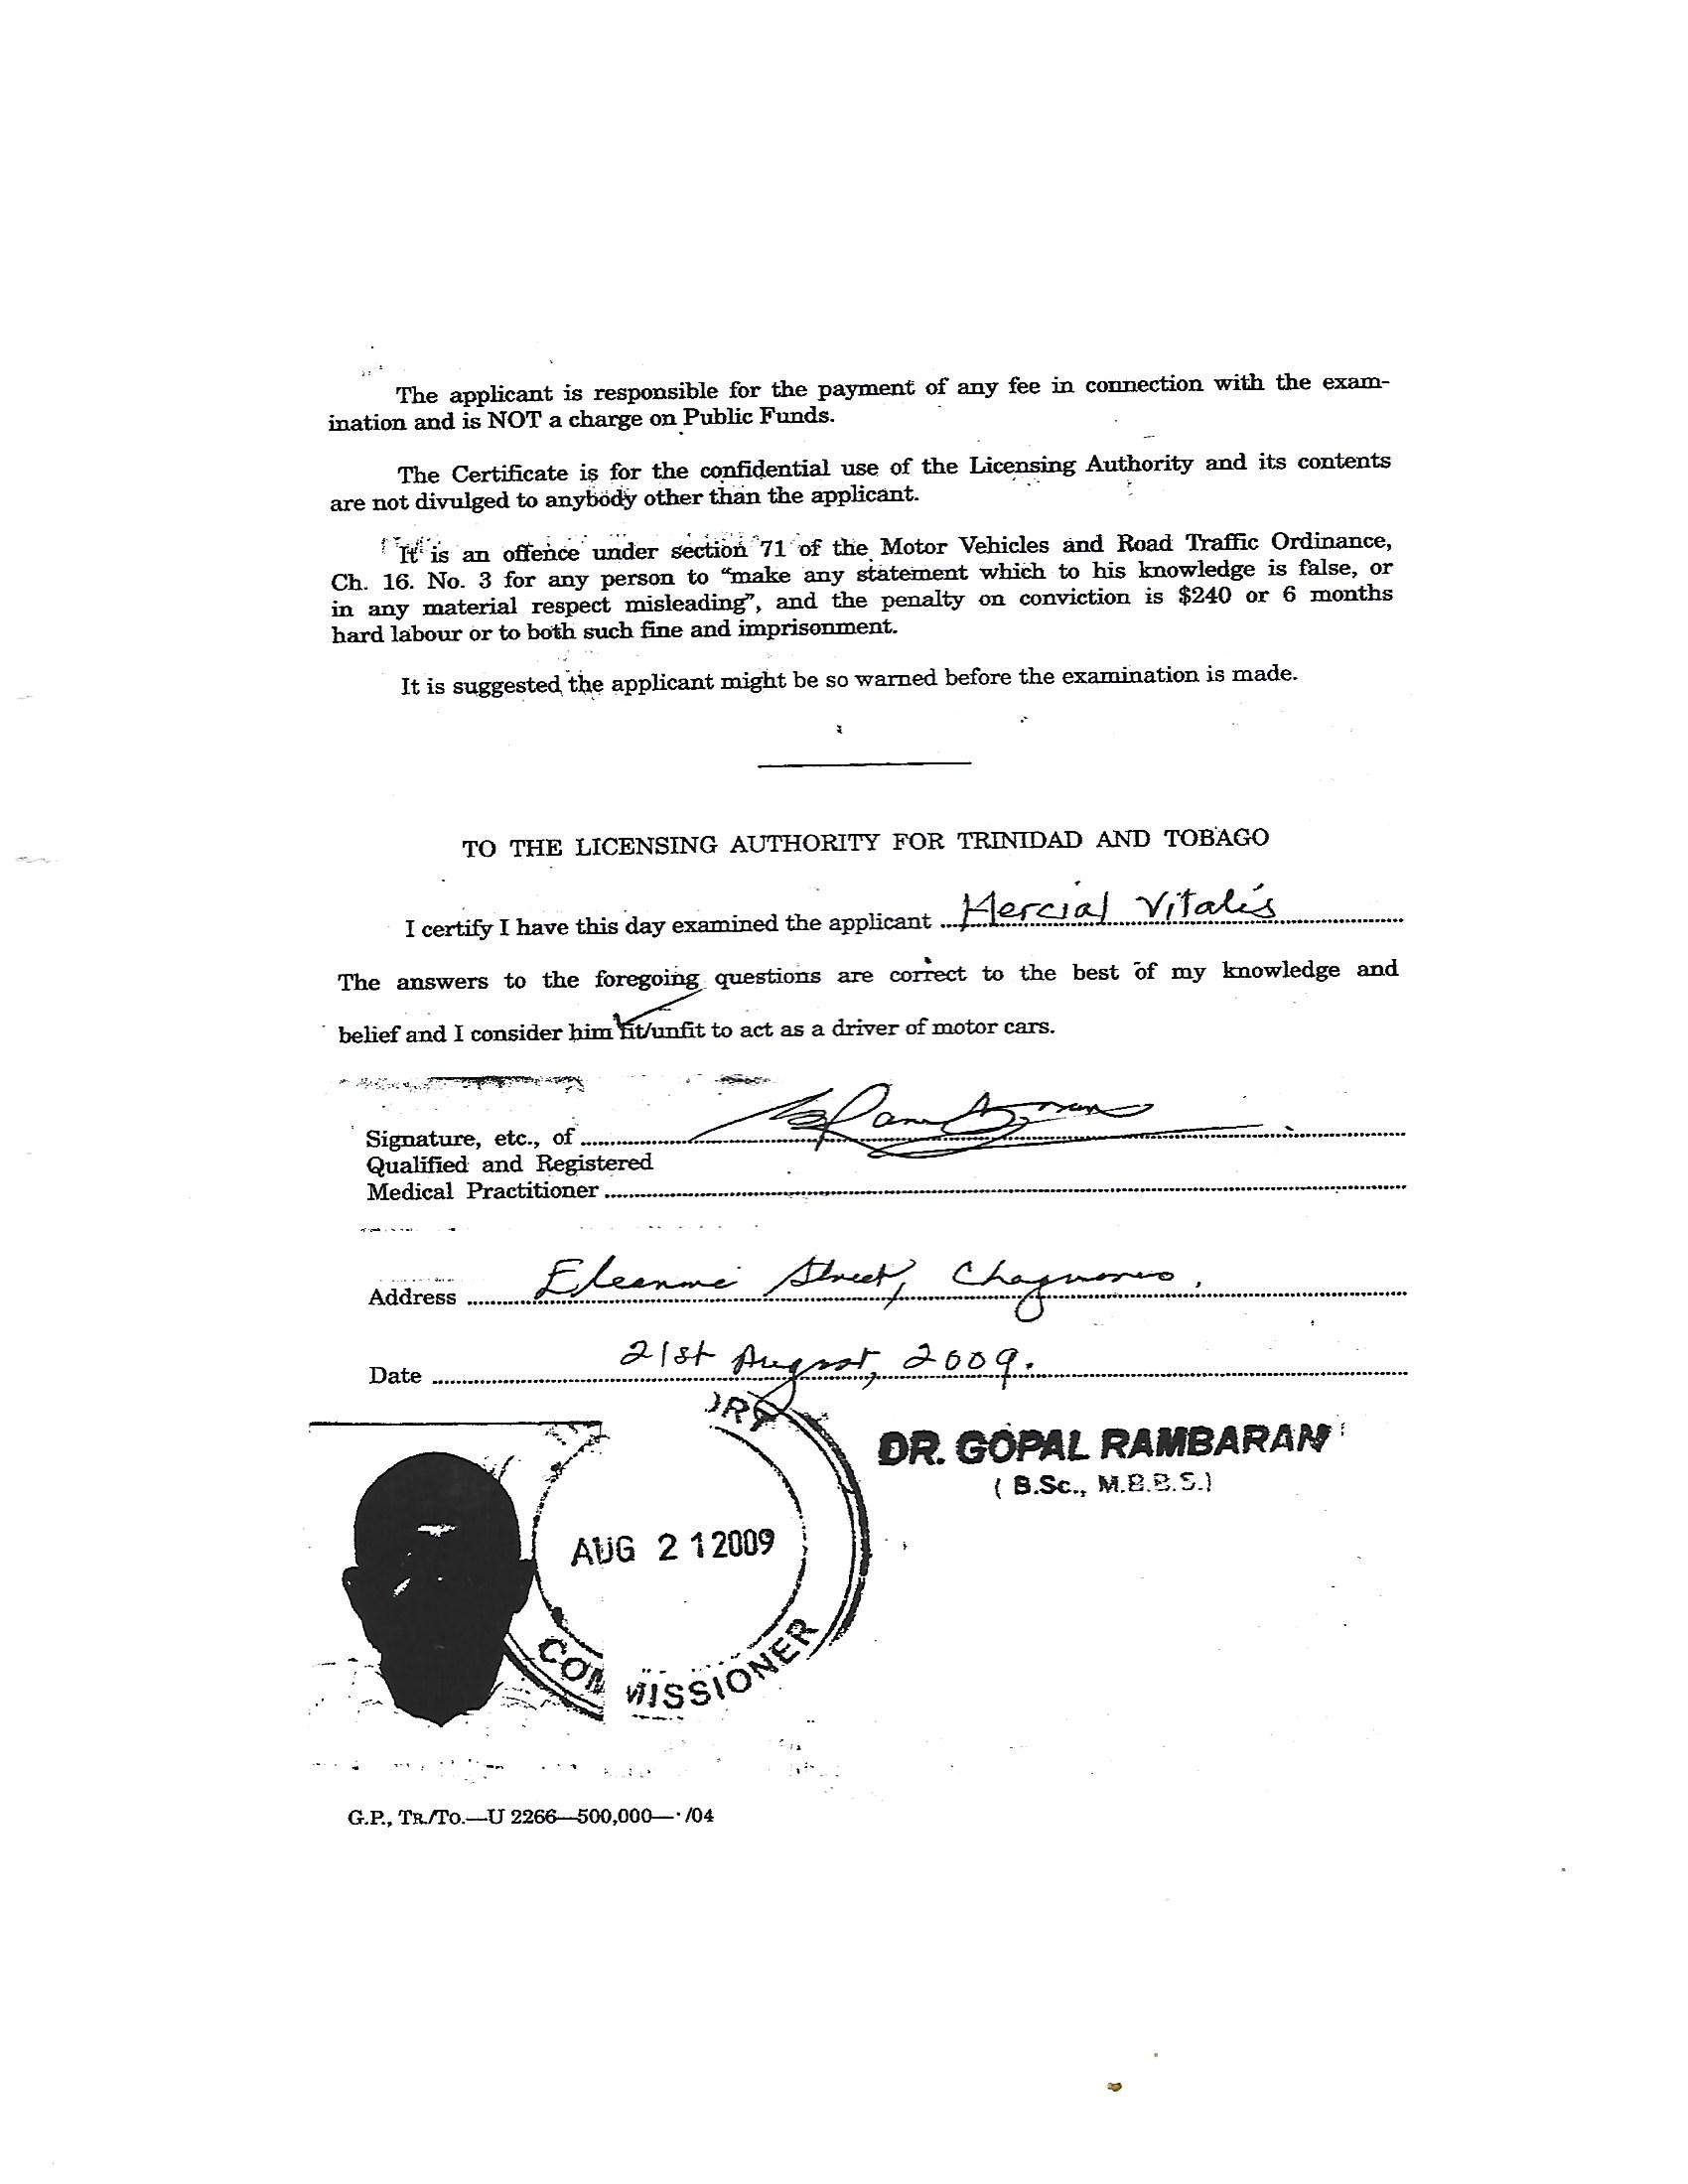 The applicant is responsible for the payment of any fee in connection with the exam-
ination and is NOT a charge on Public Funds.
The Certificate is for the confidential use of the Licensing Authority and its contents
are not divulged to anybody other than the applicant.
It is an offence under section 71 of the Motor Vehicles and Road Traffic Ordinance,
Ch. 16. No. 3 for any person to “make any statement which to his knowledge is false, or
in any material respect misleading”, and the penalty on conviction is $240 or 6 months
hard labour or to both such fine and imprisonment.
It is suggested the applicant might be so warned before the examination is made.
TO THE LICENSING AUTHORITY FOR TRINIDAD AND TOBAGO
I certify I have this day examined the applicant Mercial Vitalis
The answers to the foregoing questions are correct to the best of my knowledge and
belief and I consider him fit/unfit to act as a driver of motor cars.
Signature, etc., of
Qualified and Registered
Medical Practitioner
Address Street, Chaguanas.
Date 21st August, 2009.
DR. GOPAL RAMBARAN
( B.Sc., M.B.B.S.)
AUG 21 2009
COMMISSIONER
G.P., TR./TO.—U 2266—500,000— /04